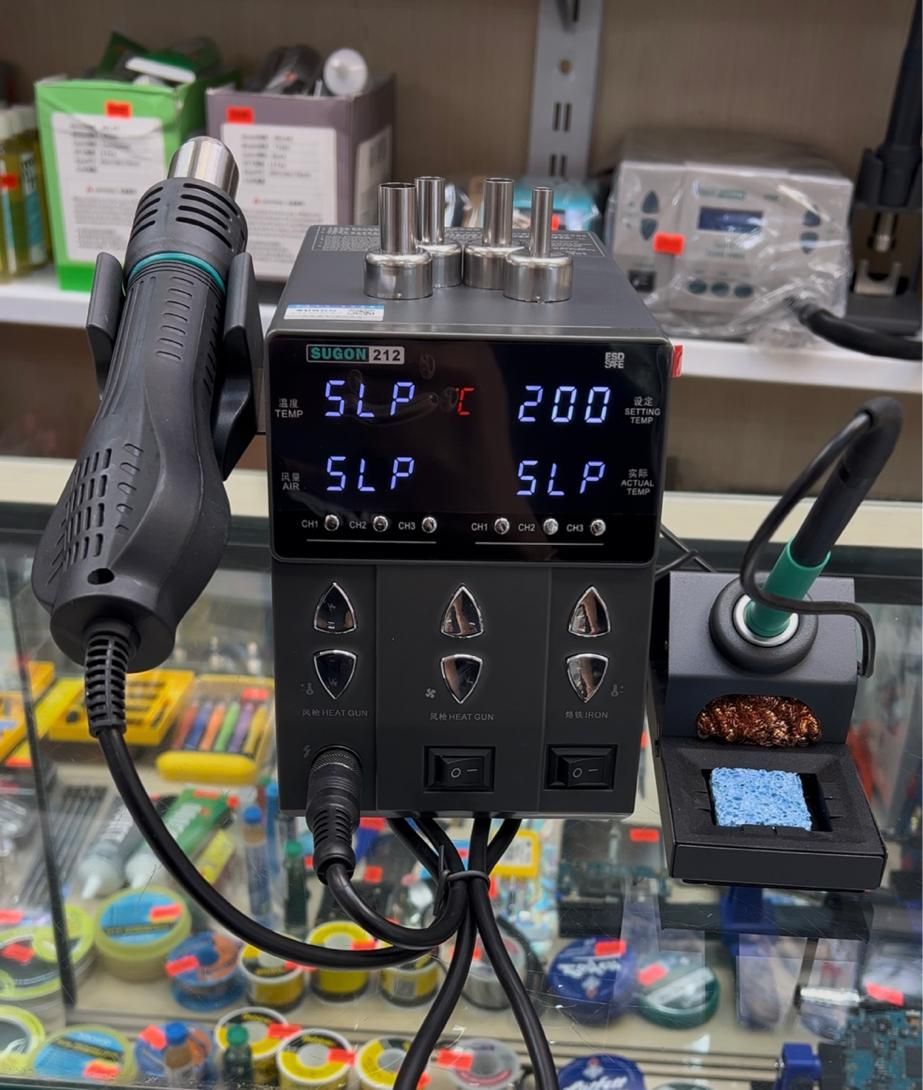 SUGON 212
ESD
SAFE
温度
TEMP
SLP
℃
200
设定
SETTING
TEMP
风量
AIR
SLP
SLP
实际
ACTUAL
TEMP
CH1 CH2 CH3
CH1 CH2 CH3
风枪 HEAT GUN
风枪 HEAT GUN
烙铁 IRON